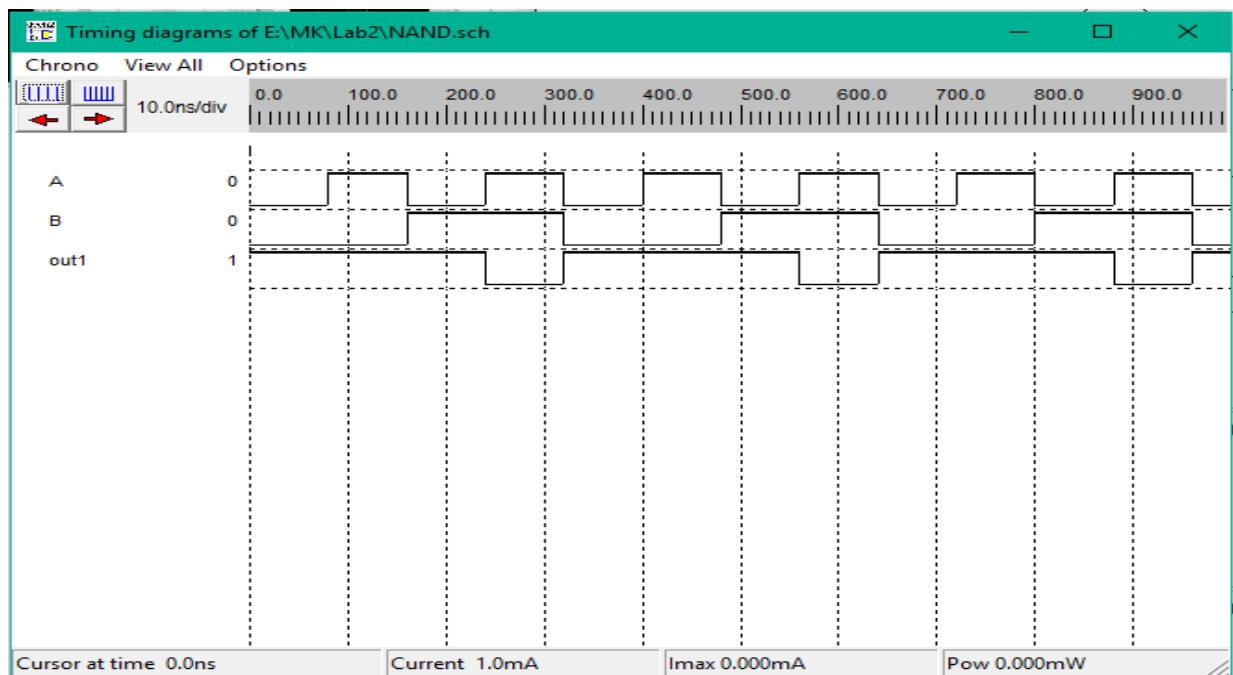 Timing diagrams of E:\MK\Lab2\NAND.sch
Chrono View All Options
10.0ns/div 0.0 100.0 200.0 300.0 400.0 500.0 600.0 700.0 800.0 900.0
A 0
B 0
out1 1
Cursor at time 0.0ns Current 1.0mA Imax 0.000mA Pow 0.000mW